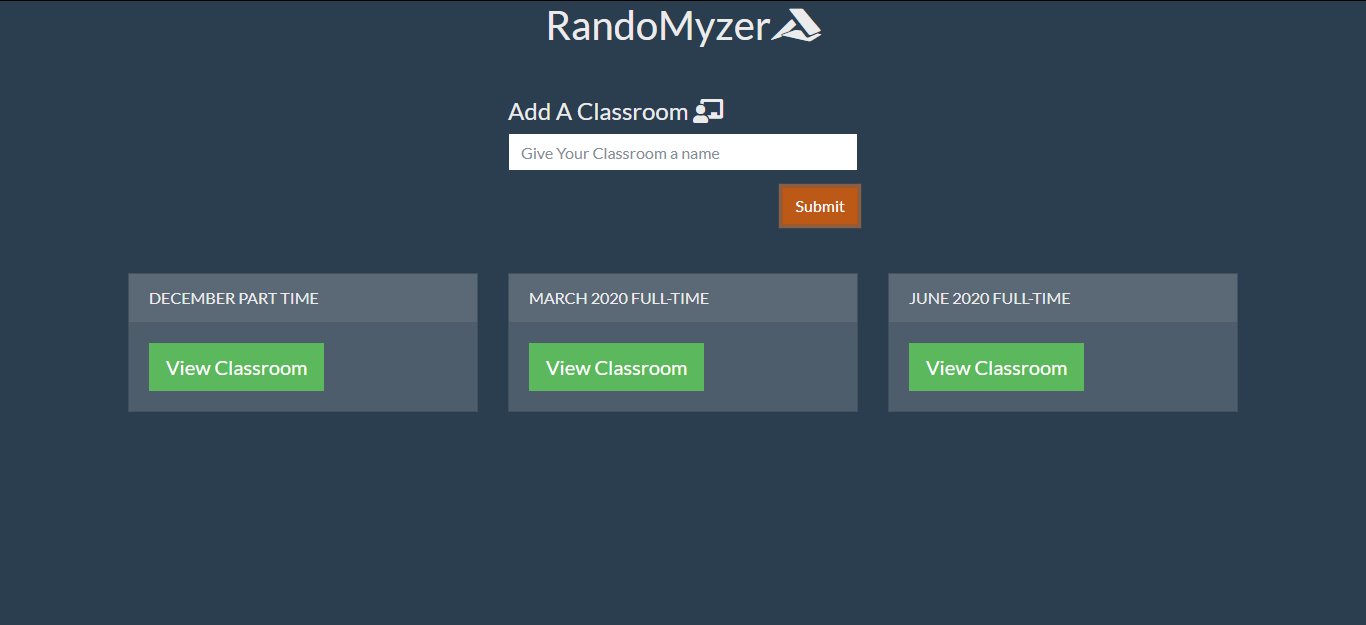 RandoMyzer
Add A Classroom
Give Your Classroom a name
Submit
DECEMBER PART TIME
View Classroom
MARCH 2020 FULL-TIME
View Classroom
JUNE 2020 FULL-TIME
View Classroom